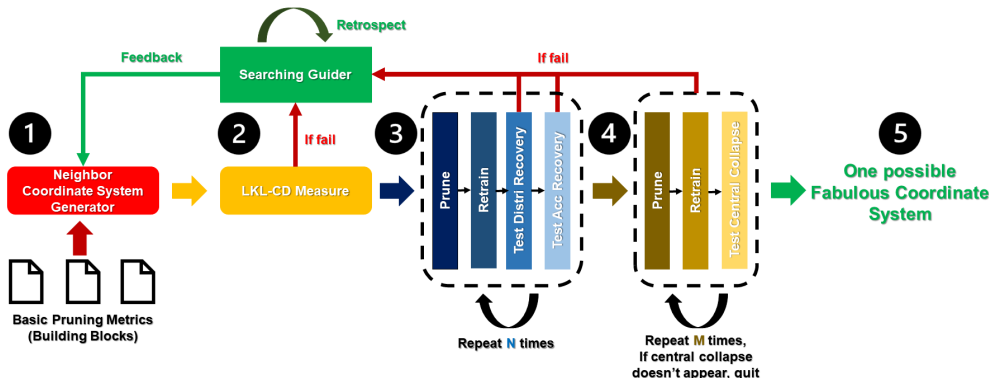 Retrospect
Feedback
Searching Guider
If fail
1
2
If fail
3
4
5
Neighbor
Coordinate System
Generator
LKL-CD Measure
Prune
Retrain
Test Distri Recovery
Test Acc Recovery
Prune
Retrain
Test Central Collapse
One possible
Fabulous Coordinate
System
Basic Pruning Metrics
(Building Blocks)
Repeat N times
Repeat M times,
If central collapse
doesn't appear, quit